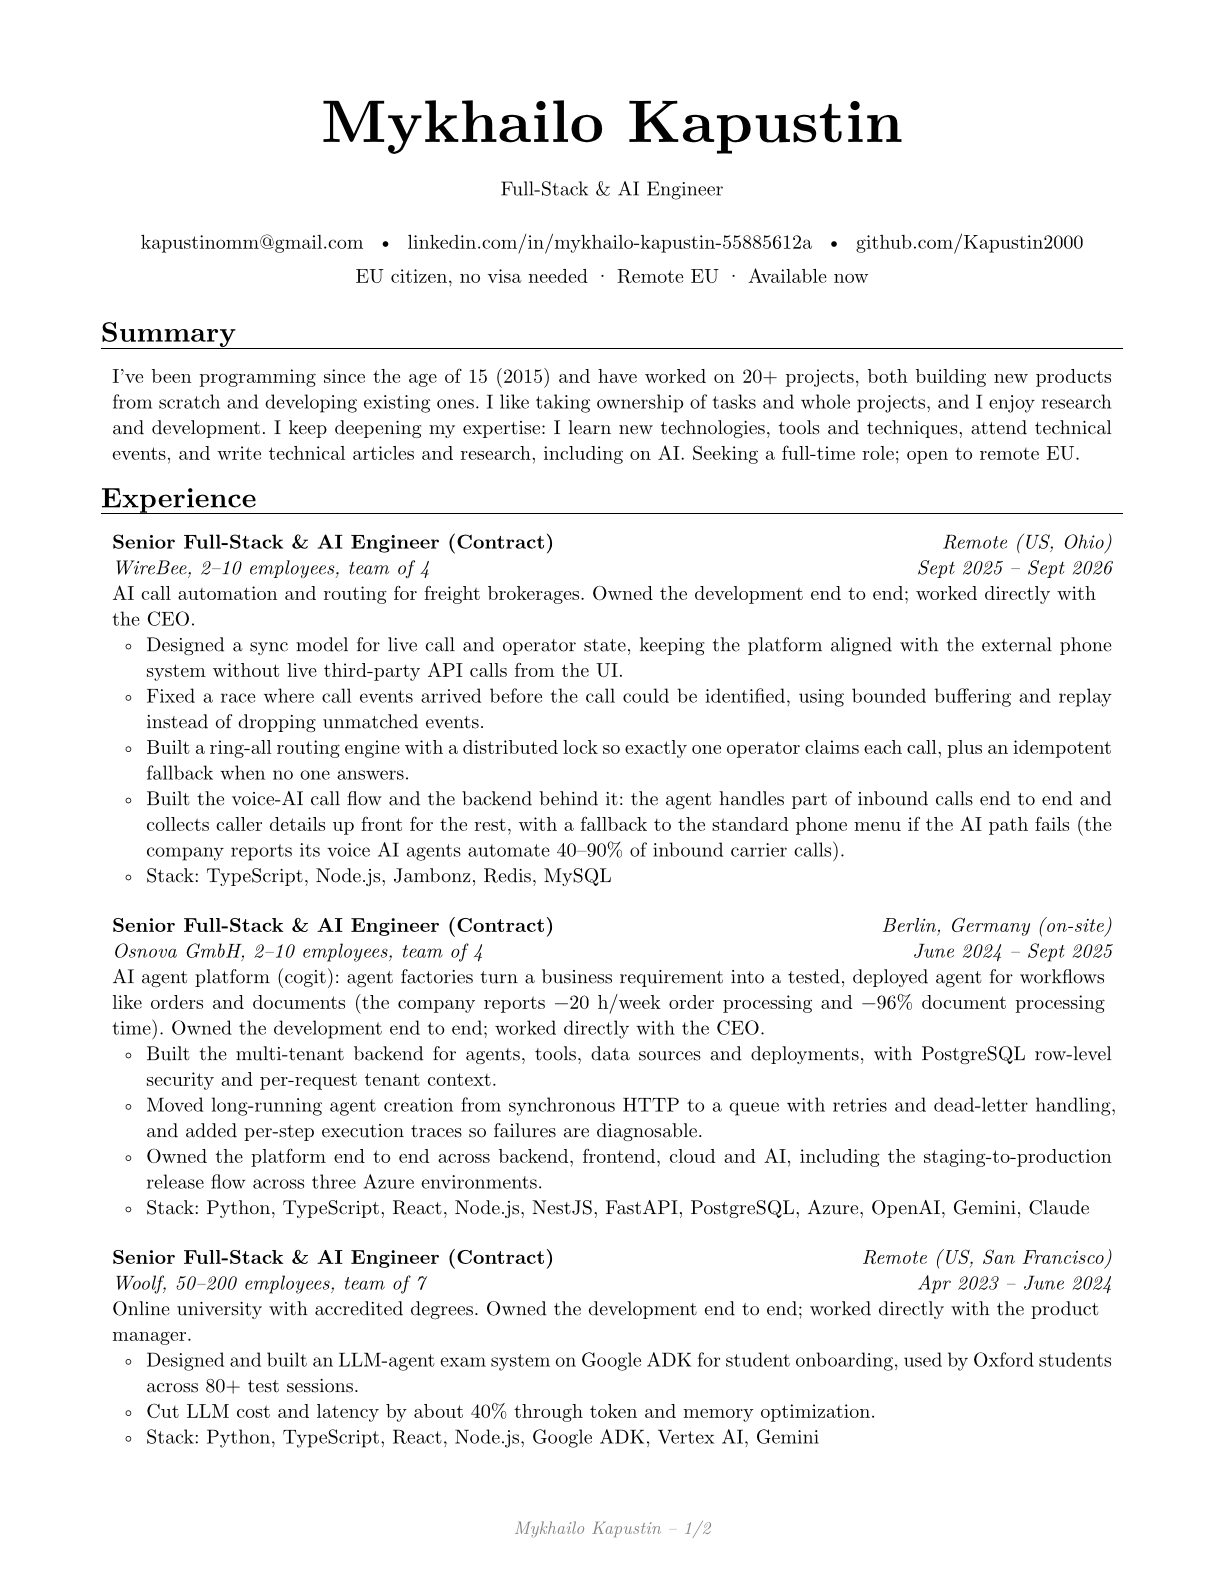 Mykhailo Kapustin
Full-Stack & AI Engineer
kapustinomm@gmail.com • linkedin.com/in/mykhailo-kapustin-55885612a • github.com/Kapustin2000
EU citizen, no visa needed · Remote EU · Available now
Summary
I've been programming since the age of 15 (2015) and have worked on 20+ projects, both building new products
from scratch and developing existing ones. I like taking ownership of tasks and whole projects, and I enjoy research
and development. I keep deepening my expertise: I learn new technologies, tools and techniques, attend technical
events, and write technical articles and research, including on AI. Seeking a full-time role; open to remote EU.
Experience
Senior Full-Stack & AI Engineer (Contract) Remote (US, Ohio)
WireBee, 2–10 employees, team of 4 Sept 2025 – Sept 2026
AI call automation and routing for freight brokerages. Owned the development end to end; worked directly with
the CEO.
◦ Designed a sync model for live call and operator state, keeping the platform aligned with the external phone
system without live third-party API calls from the UI.
◦ Fixed a race where call events arrived before the call could be identified, using bounded buffering and replay
instead of dropping unmatched events.
◦ Built a ring-all routing engine with a distributed lock so exactly one operator claims each call, plus an idempotent
fallback when no one answers.
◦ Built the voice-AI call flow and the backend behind it: the agent handles part of inbound calls end to end and
collects caller details up front for the rest, with a fallback to the standard phone menu if the AI path fails (the
company reports its voice AI agents automate 40–90% of inbound carrier calls).
◦ Stack: TypeScript, Node.js, Jambonz, Redis, MySQL
Senior Full-Stack & AI Engineer (Contract) Berlin, Germany (on-site)
Osnova GmbH, 2–10 employees, team of 4 June 2024 – Sept 2025
AI agent platform (cogit): agent factories turn a business requirement into a tested, deployed agent for workflows
like orders and documents (the company reports −20 h/week order processing and −96% document processing
time). Owned the development end to end; worked directly with the CEO.
◦ Built the multi-tenant backend for agents, tools, data sources and deployments, with PostgreSQL row-level
security and per-request tenant context.
◦ Moved long-running agent creation from synchronous HTTP to a queue with retries and dead-letter handling,
and added per-step execution traces so failures are diagnosable.
◦ Owned the platform end to end across backend, frontend, cloud and AI, including the staging-to-production
release flow across three Azure environments.
◦ Stack: Python, TypeScript, React, Node.js, NestJS, FastAPI, PostgreSQL, Azure, OpenAI, Gemini, Claude
Senior Full-Stack & AI Engineer (Contract) Remote (US, San Francisco)
Woolf, 50–200 employees, team of 7 Apr 2023 – June 2024
Online university with accredited degrees. Owned the development end to end; worked directly with the product
manager.
◦ Designed and built an LLM-agent exam system on Google ADK for student onboarding, used by Oxford students
across 80+ test sessions.
◦ Cut LLM cost and latency by about 40% through token and memory optimization.
◦ Stack: Python, TypeScript, React, Node.js, Google ADK, Vertex AI, Gemini
Mykhailo Kapustin – 1/2